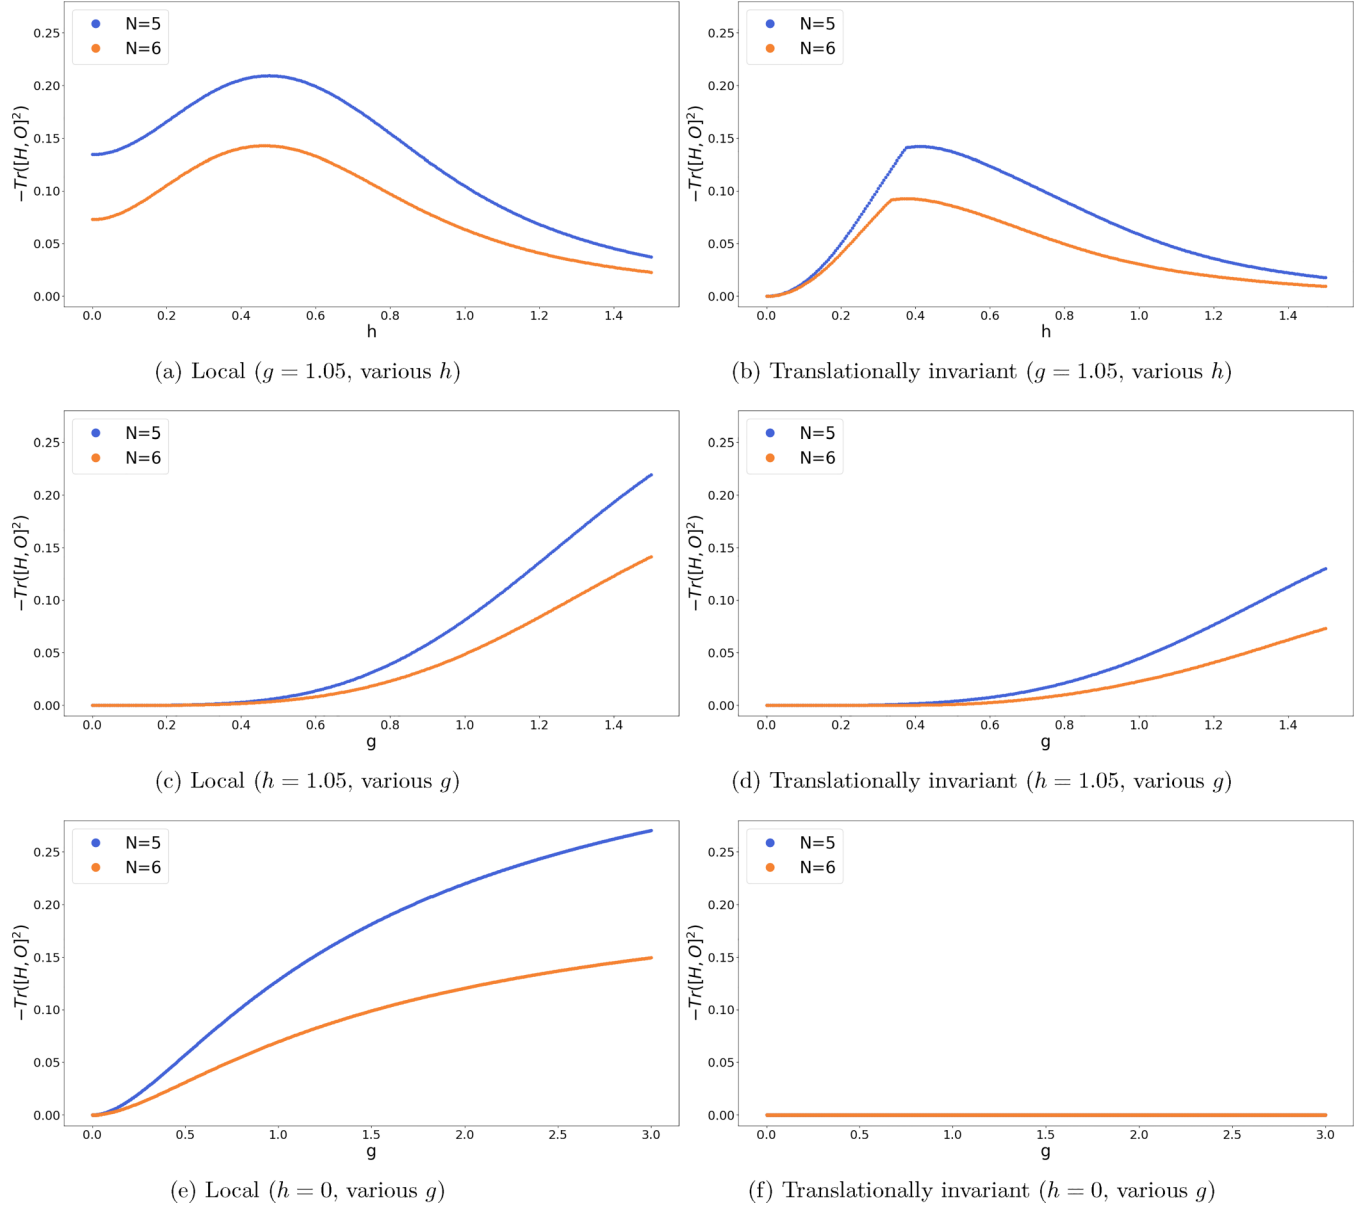 N=5
N=6
0.25
0.20
0.15
0.10
0.05
0.00
−Tr([H, O]²)
0.0 0.2 0.4 0.6 0.8 1.0 1.2 1.4
h
(a) Local (g = 1.05, various h)
N=5
N=6
0.25
0.20
0.15
0.10
0.05
0.00
−Tr([H, O]²)
0.0 0.2 0.4 0.6 0.8 1.0 1.2 1.4
h
(b) Translationally invariant (g = 1.05, various h)
N=5
N=6
0.25
0.20
0.15
0.10
0.05
0.00
−Tr([H, O]²)
0.0 0.2 0.4 0.6 0.8 1.0 1.2 1.4
g
(c) Local (h = 1.05, various g)
N=5
N=6
0.25
0.20
0.15
0.10
0.05
0.00
−Tr([H, O]²)
0.0 0.2 0.4 0.6 0.8 1.0 1.2 1.4
g
(d) Translationally invariant (h = 1.05, various g)
N=5
N=6
0.25
0.20
0.15
0.10
0.05
0.00
−Tr([H, O]²)
0.0 0.5 1.0 1.5 2.0 2.5 3.0
g
(e) Local (h = 0, various g)
N=5
N=6
0.25
0.20
0.15
0.10
0.05
0.00
−Tr([H, O]²)
0.0 0.5 1.0 1.5 2.0 2.5 3.0
g
(f) Translationally invariant (h = 0, various g)